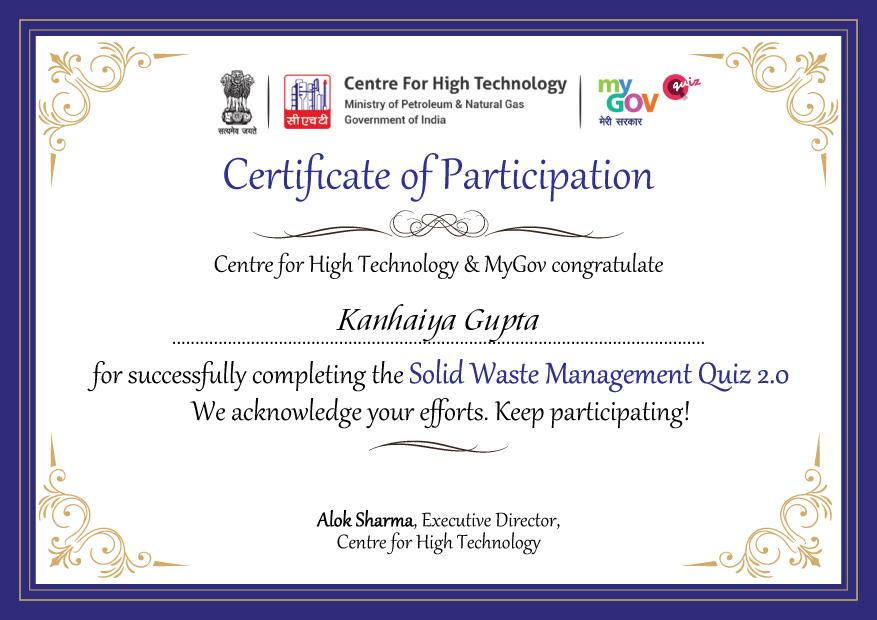 सत्यमेव जयते
सीएचटी
Centre For High Technology
Ministry of Petroleum & Natural Gas
Government of India
my
GOV
मेरी सरकार
quiz
Certificate of Participation
Centre for High Technology & MyGov congratulate
Kanhaiya Gupta
for successfully completing the Solid Waste Management Quiz 2.0
We acknowledge your efforts. Keep participating!
Alok Sharma, Executive Director,
Centre for High Technology